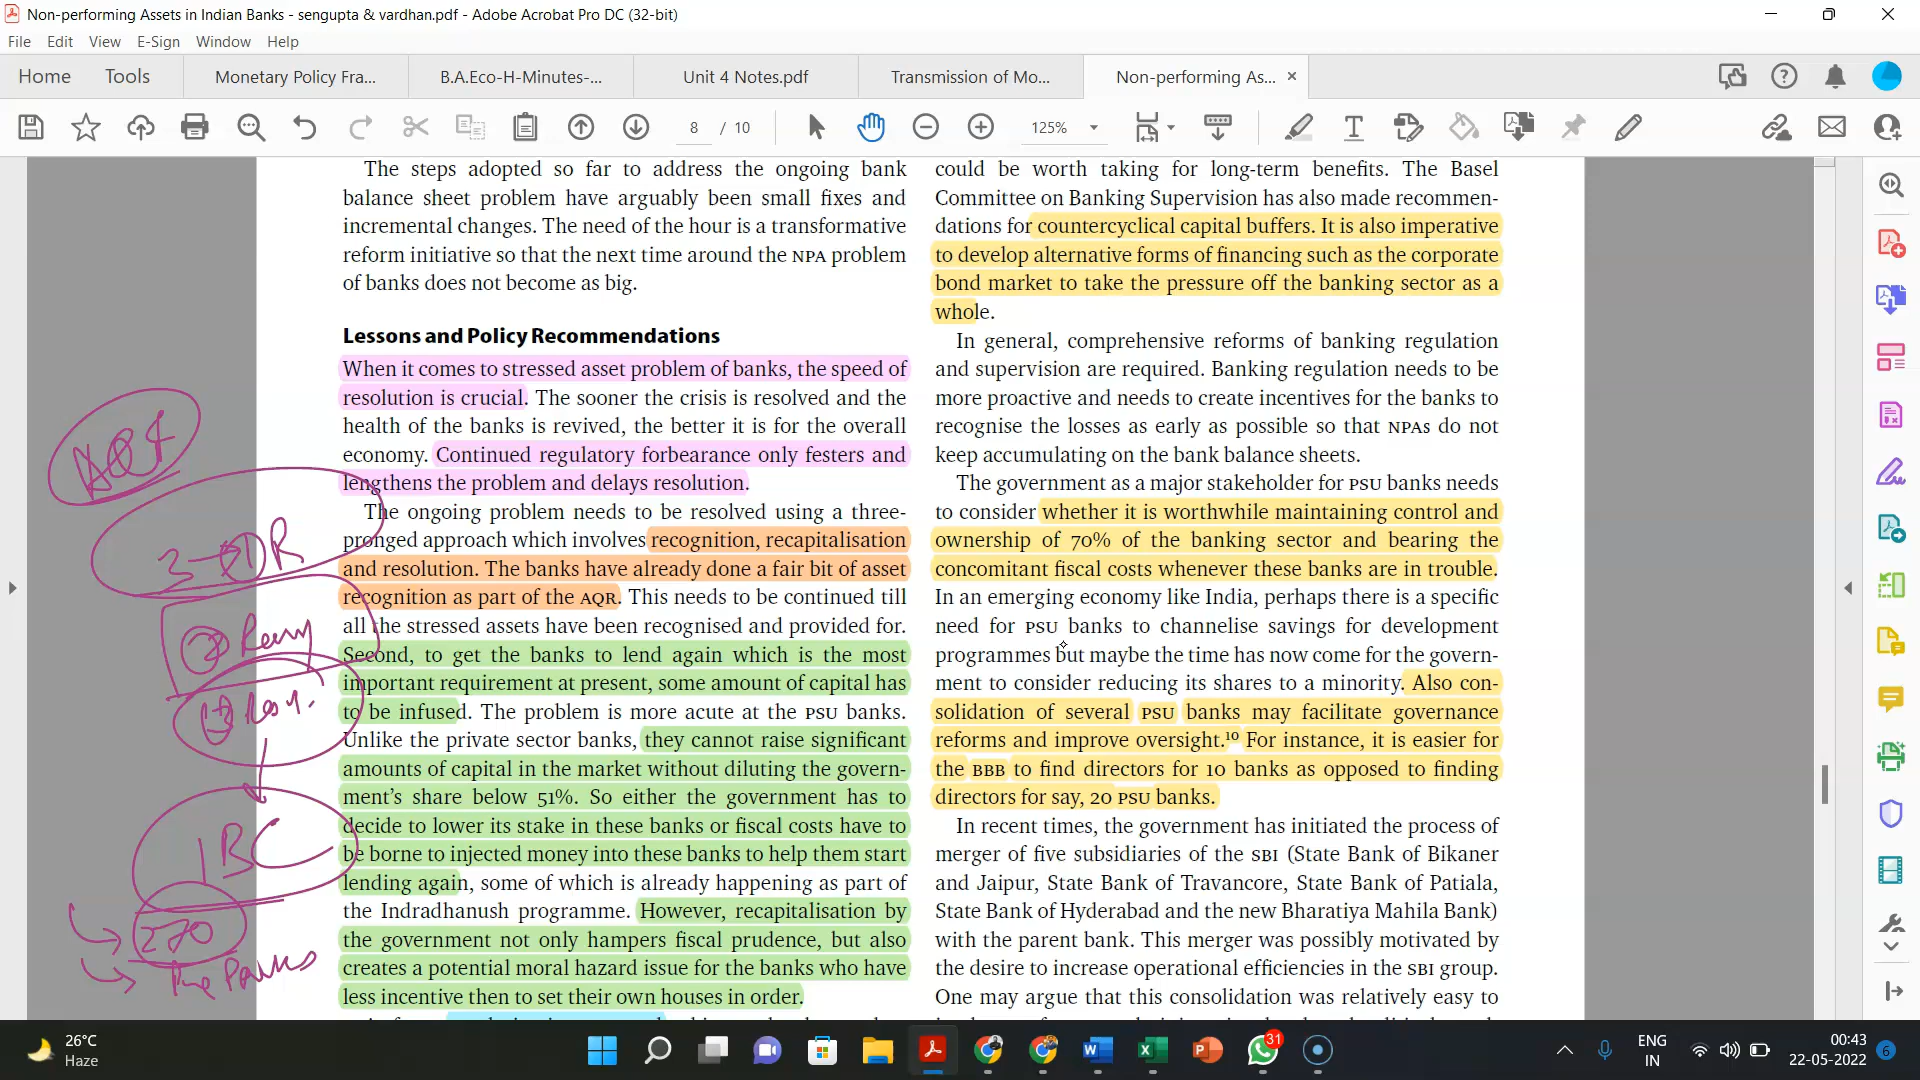 Non-performing Assets in Indian Banks - sengupta & vardhan.pdf - Adobe Acrobat Pro DC (32-bit)
File Edit View E-Sign Window Help
Home Tools Monetary Policy Fra... B.A.Eco-H-Minutes-... Unit 4 Notes.pdf Transmission of Mo... Non-performing As...
8 / 10 125%
The steps adopted so far to address the ongoing bank
balance sheet problem have arguably been small fixes and
incremental changes. The need of the hour is a transformative
reform initiative so that the next time around the NPA problem
of banks does not become as big.
Lessons and Policy Recommendations
When it comes to stressed asset problem of banks, the speed of
resolution is crucial. The sooner the crisis is resolved and the
health of the banks is revived, the better it is for the overall
economy. Continued regulatory forbearance only festers and
lengthens the problem and delays resolution.
The ongoing problem needs to be resolved using a three-
pronged approach which involves recognition, recapitalisation
and resolution. The banks have already done a fair bit of asset
recognition as part of the AQR. This needs to be continued till
all the stressed assets have been recognised and provided for.
Second, to get the banks to lend again which is the most
important requirement at present, some amount of capital has
to be infused. The problem is more acute at the PSU banks.
Unlike the private sector banks, they cannot raise significant
amounts of capital in the market without diluting the govern-
ment's share below 51%. So either the government has to
decide to lower its stake in these banks or fiscal costs have to
be borne to injected money into these banks to help them start
lending again, some of which is already happening as part of
the Indradhanush programme. However, recapitalisation by
the government not only hampers fiscal prudence, but also
creates a potential moral hazard issue for the banks who have
less incentive then to set their own houses in order.
IBC
270
could be worth taking for long-term benefits. The Basel
Committee on Banking Supervision has also made recommen-
dations for countercyclical capital buffers. It is also imperative
to develop alternative forms of financing such as the corporate
bond market to take the pressure off the banking sector as a
whole.
In general, comprehensive reforms of banking regulation
and supervision are required. Banking regulation needs to be
more proactive and needs to create incentives for the banks to
recognise the losses as early as possible so that NPAs do not
keep accumulating on the bank balance sheets.
The government as a major stakeholder for PSU banks needs
to consider whether it is worthwhile maintaining control and
ownership of 70% of the banking sector and bearing the
concomitant fiscal costs whenever these banks are in trouble.
In an emerging economy like India, perhaps there is a specific
need for PSU banks to channelise savings for development
programmes but maybe the time has now come for the govern-
ment to consider reducing its shares to a minority. Also con-
solidation of several PSU banks may facilitate governance
reforms and improve oversight.¹⁰ For instance, it is easier for
the BBB to find directors for 10 banks as opposed to finding
directors for say, 20 PSU banks.
In recent times, the government has initiated the process of
merger of five subsidiaries of the SBI (State Bank of Bikaner
and Jaipur, State Bank of Travancore, State Bank of Patiala,
State Bank of Hyderabad and the new Bharatiya Mahila Bank)
with the parent bank. This merger was possibly motivated by
the desire to increase operational efficiencies in the SBI group.
One may argue that this consolidation was relatively easy to
26°C
Haze
31
ENG
IN
00:43
22-05-2022
6